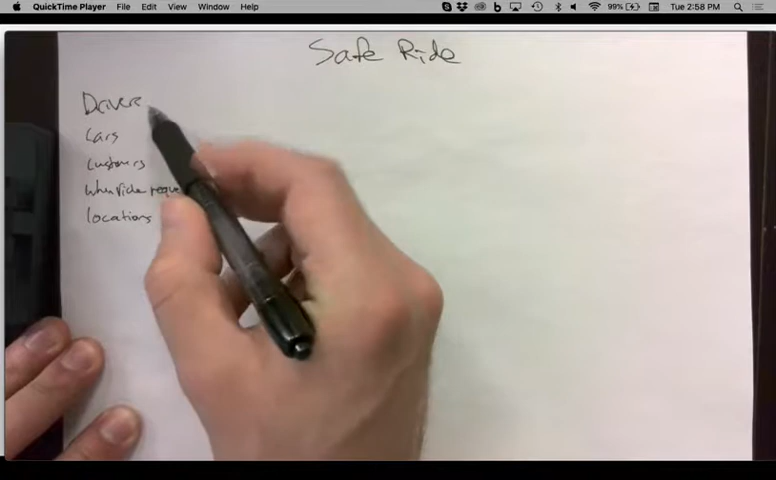 QuickTime Player File Edit View Window Help 99% Tue 2:58 PM
Safe Ride
Drivers
Cars
Customers
when ride reque
locations